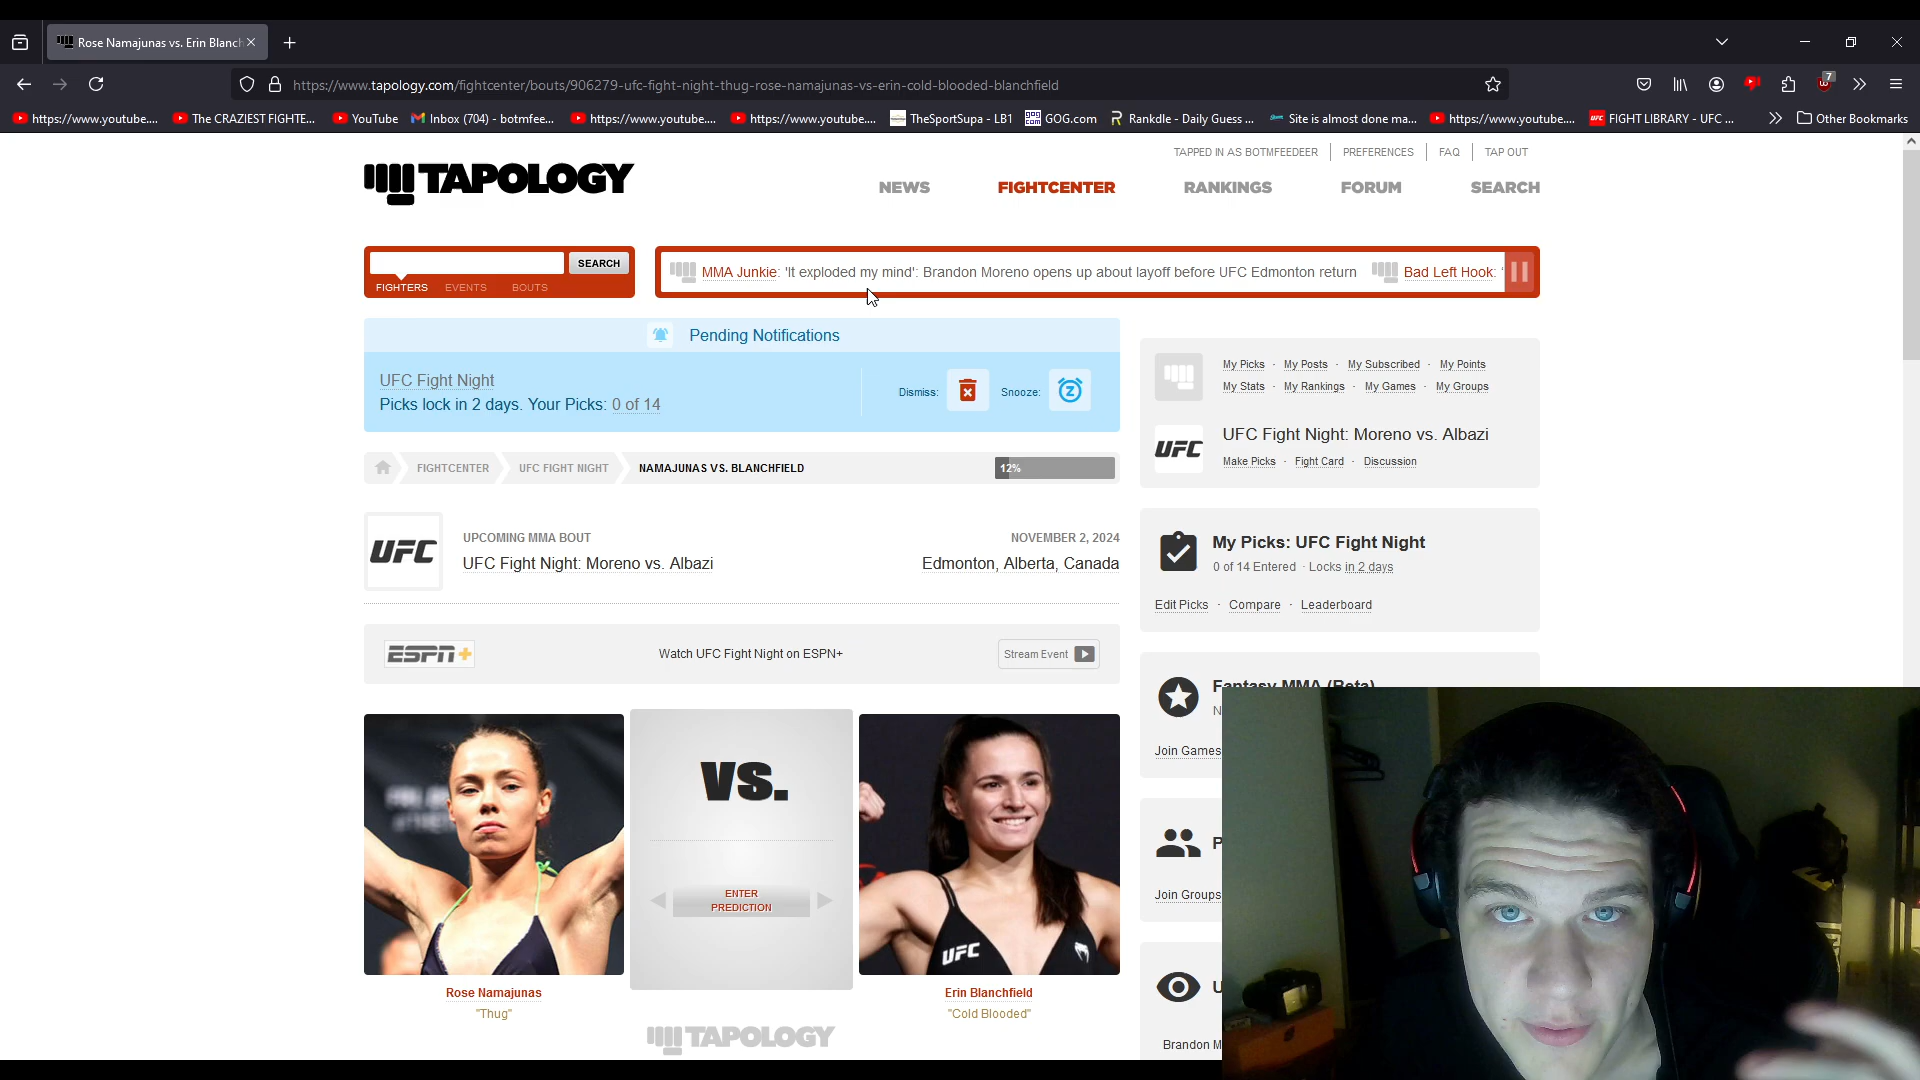 Rose Namajunas vs. Erin Blanch
https://www.tapology.com/fightcenter/bouts/906279-ufc-fight-night-thug-rose-namajunas-vs-erin-cold-blooded-blanchfield
7
https://www.youtube....
The CRAZIEST FIGHTE...
YouTube
Inbox (704) - botmfee...
https://www.youtube....
https://www.youtube....
TheSportSupa - LB1
GOG.com
Rankdle - Daily Guess ...
Site is almost done ma...
https://www.youtube....
FIGHT LIBRARY - UFC ...
Other Bookmarks
TAPPED IN AS BOTMFEEDEER
PREFERENCES
FAQ
TAP OUT
TAPOLOGY
NEWS
FIGHTCENTER
RANKINGS
FORUM
SEARCH
SEARCH
FIGHTERS
EVENTS
BOUTS
MMA Junkie: 'It exploded my mind': Brandon Moreno opens up about layoff before UFC Edmonton return
Bad Left Hook: '
Pending Notifications
UFC Fight Night
Picks lock in 2 days. Your Picks: 0 of 14
Dismiss:
Snooze:
My Picks · My Posts · My Subscribed · My Points
My Stats · My Rankings · My Games · My Groups
UFC
UFC Fight Night: Moreno vs. Albazi
Make Picks · Fight Card · Discussion
FIGHTCENTER
UFC FIGHT NIGHT
NAMAJUNAS VS. BLANCHFIELD
12%
UFC
UPCOMING MMA BOUT
UFC Fight Night: Moreno vs. Albazi
NOVEMBER 2, 2024
Edmonton, Alberta, Canada
My Picks: UFC Fight Night
0 of 14 Entered · Locks in 2 days
Edit Picks · Compare · Leaderboard
ESPN+
Watch UFC Fight Night on ESPN+
Stream Event
Fantasy MMA (Beta)
N
Join Games
P
Join Groups
U
Brandon M
VS.
ENTER
PREDICTION
UFC
Rose Namajunas
"Thug"
Erin Blanchfield
"Cold Blooded"
TAPOLOGY